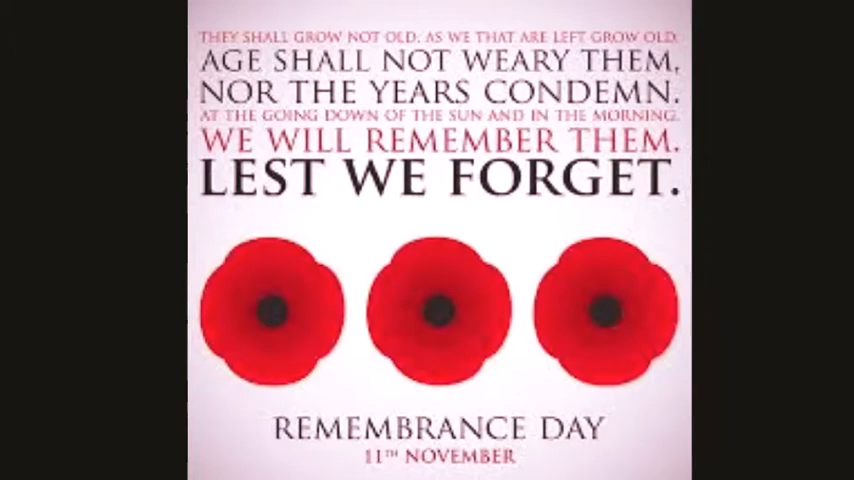 THEY SHALL GROW NOT OLD, AS WE THAT ARE LEFT GROW OLD.
AGE SHALL NOT WEARY THEM,
NOR THE YEARS CONDEMN.
AT THE GOING DOWN OF THE SUN AND IN THE MORNING,
WE WILL REMEMBER THEM.
LEST WE FORGET.
REMEMBRANCE DAY
11TH NOVEMBER